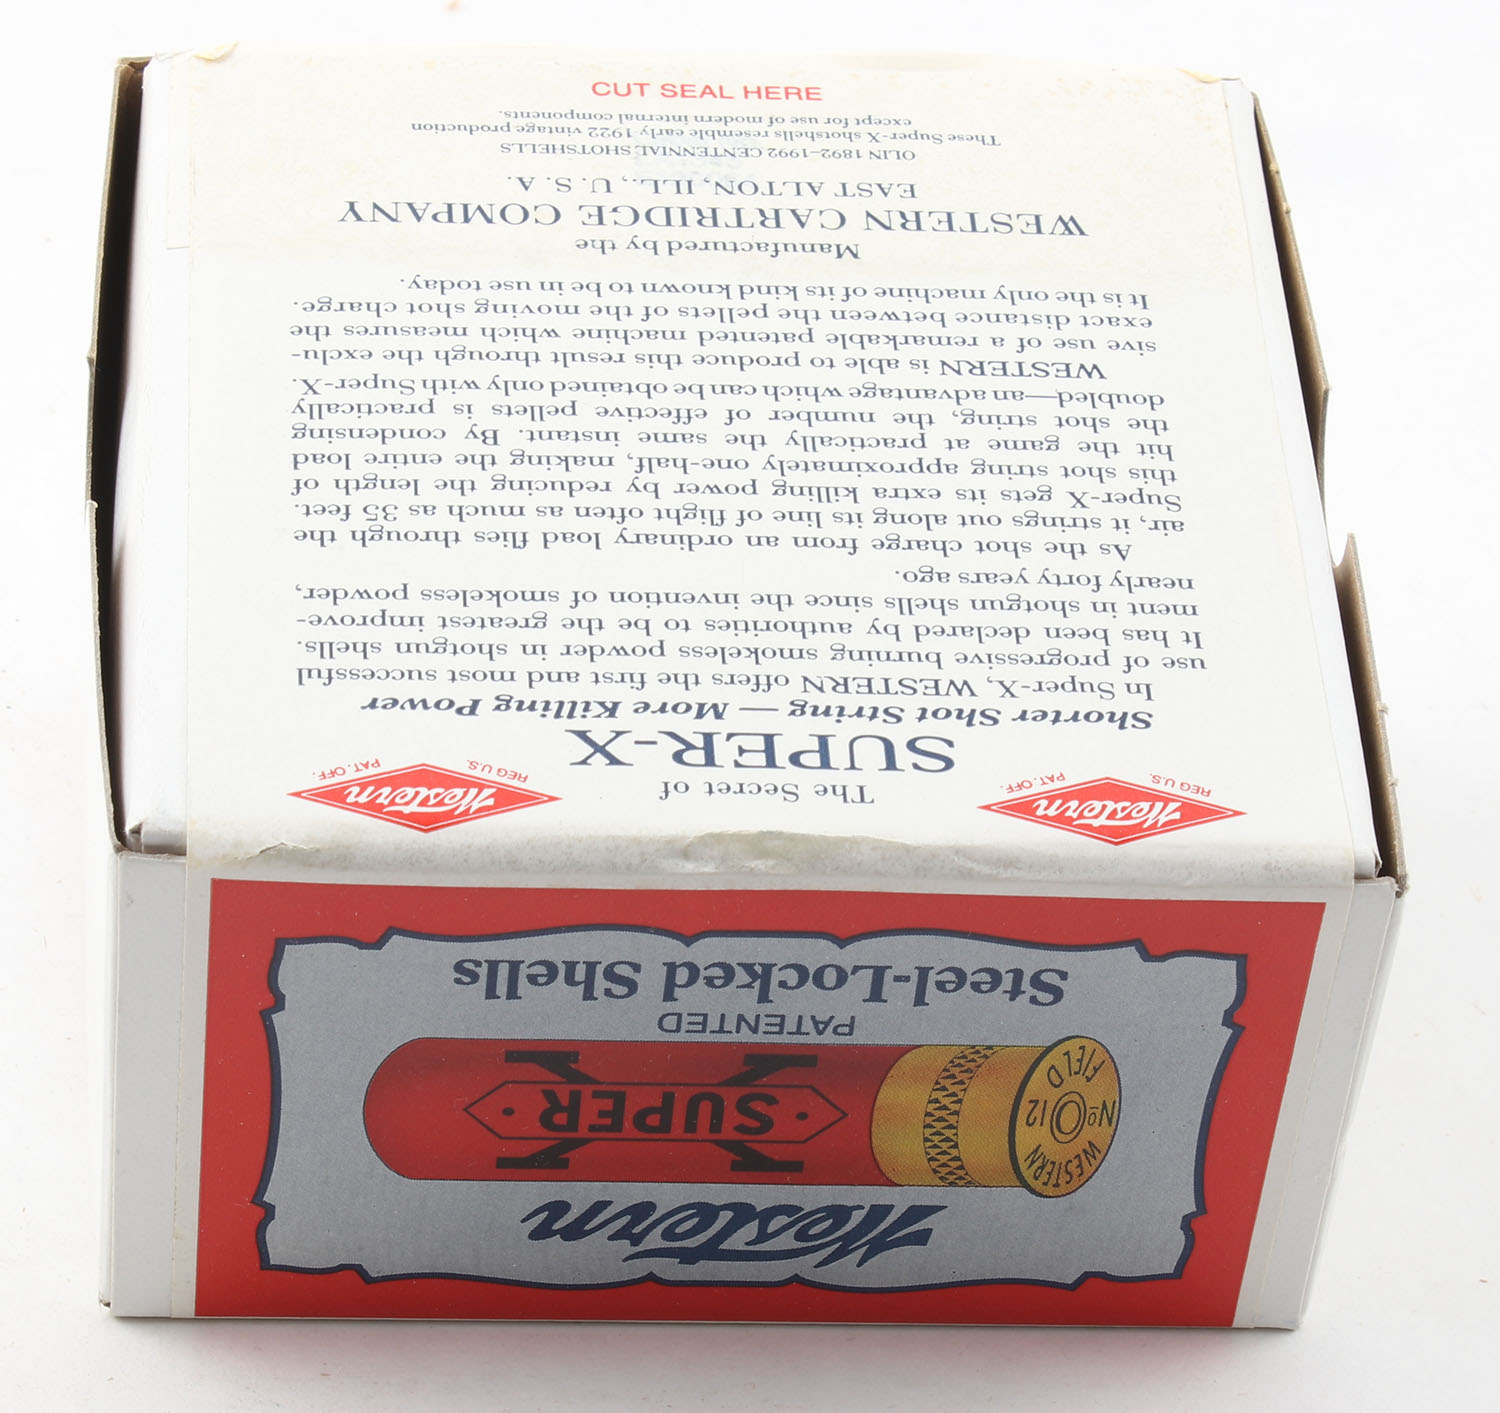 CUT SEAL HERE
Western
REG U.S. PAT. OFF.
Western
REG U.S. PAT. OFF.
The Secret of
SUPER-X
Shorter Shot String — More Killing Power
In Super-X, WESTERN offers the first and most successful
use of progressive burning smokeless powder in shotgun shells.
It has been declared by authorities to be the greatest improve-
ment in shotgun shells since the invention of smokeless powder,
nearly forty years ago.
As the shot charge from an ordinary load flies through the
air, it strings out along its line of flight often as much as 35 feet.
Super-X gets its extra killing power by reducing the length of
this shot string approximately one-half, making the entire load
hit the game at practically the same instant. By condensing
the shot string, the number of effective pellets is practically
doubled—an advantage which can be obtained only with Super-X.
WESTERN is able to produce this result through the exclu-
sive use of a remarkable patented machine which measures the
exact distance between the pellets of the moving shot charge.
It is the only machine of its kind known to be in use today.
Manufactured by the
WESTERN CARTRIDGE COMPANY
EAST ALTON, ILL., U. S. A.
OLIN 1892–1992 CENTENNIAL SHOTSHELLS
These Super-X shotshells resemble early 1922 vintage production
except for use of modern internal components.
Western
WESTERN
No 12
FIELD
SUPER
X
PATENTED
Steel-Locked Shells